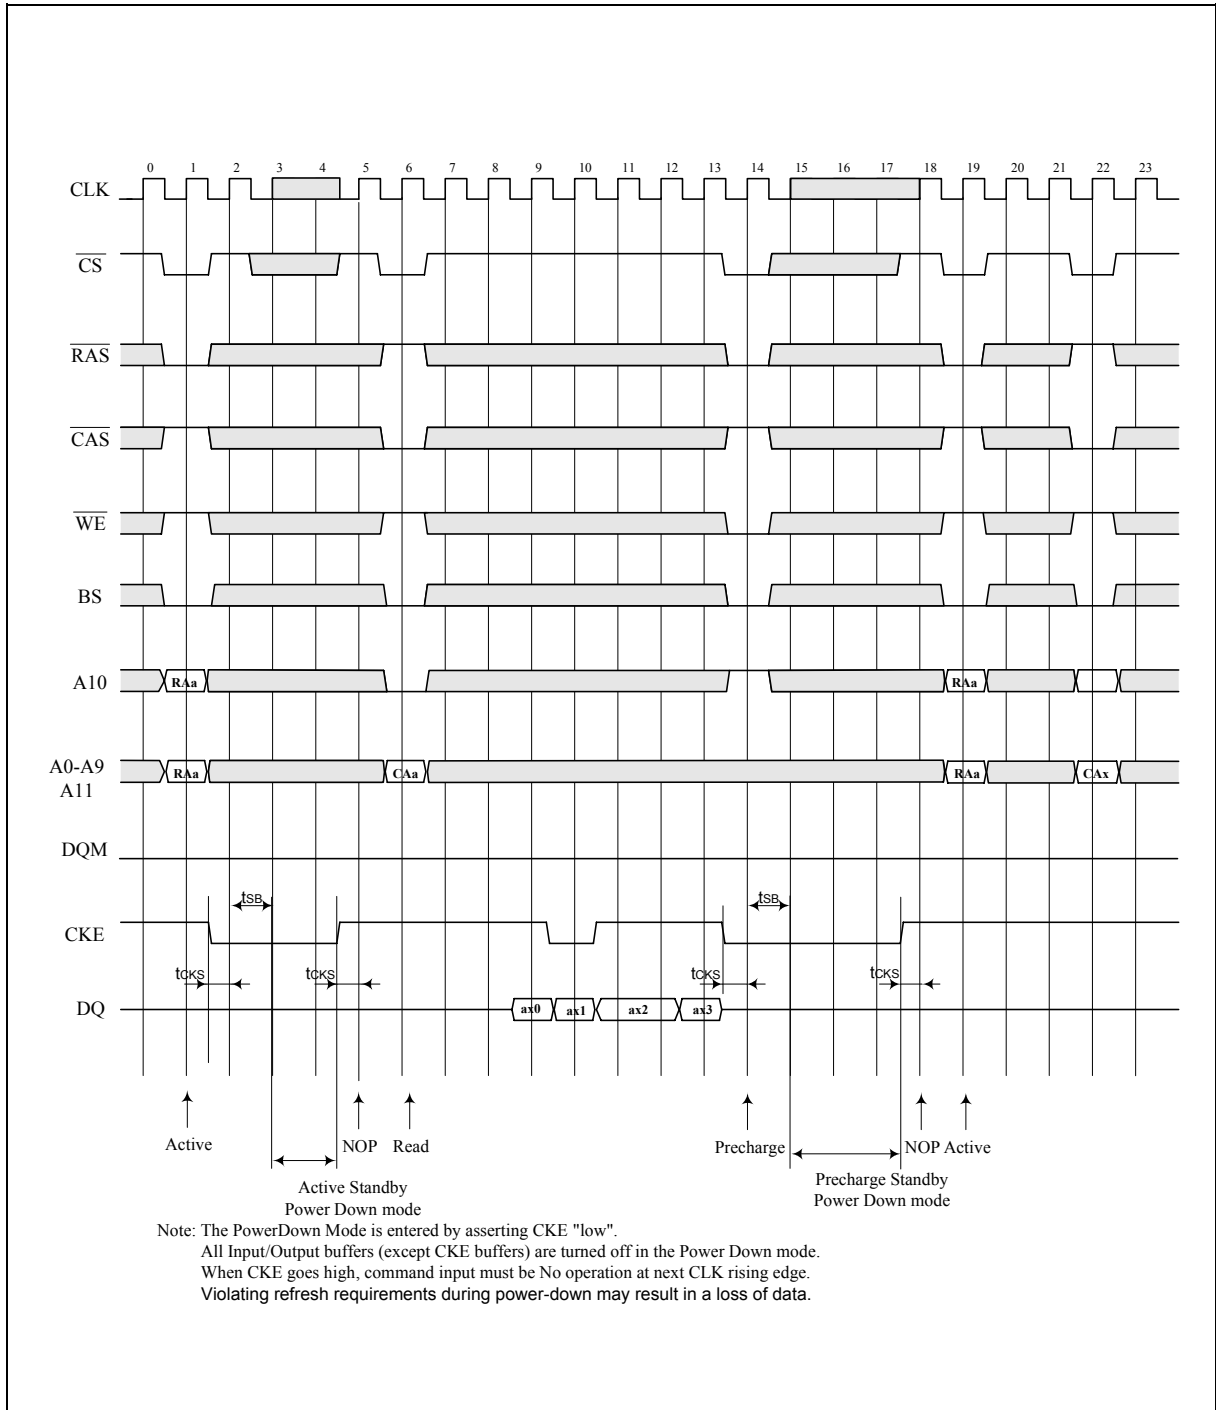 0 1 2 3 4 5 6 7 8 9 10 11 12 13 14 15 16 17 18 19 20 21 22 23
CLK
CS
RAS
CAS
WE
BS
A10
RAa
RAa
A0-A9
A11
RAa
CAa
RAa
CAx
DQM
tSB
tSB
CKE
tCKS
tCKS
tCKS
tCKS
DQ
ax0
ax1
ax2
ax3
Active
NOP
Read
Precharge
NOP Active
Active Standby
Power Down mode
Precharge Standby
Power Down mode
Note: The PowerDown Mode is entered by asserting CKE "low".
All Input/Output buffers (except CKE buffers) are turned off in the Power Down mode.
When CKE goes high, command input must be No operation at next CLK rising edge.
Violating refresh requirements during power-down may result in a loss of data.